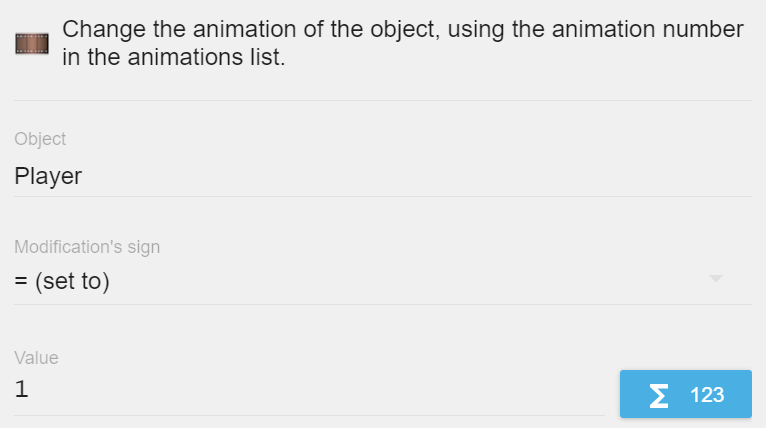 Change the animation of the object, using the animation number
in the animations list.
Object
Player
Modification's sign
= (set to)
Value
1
Σ 123